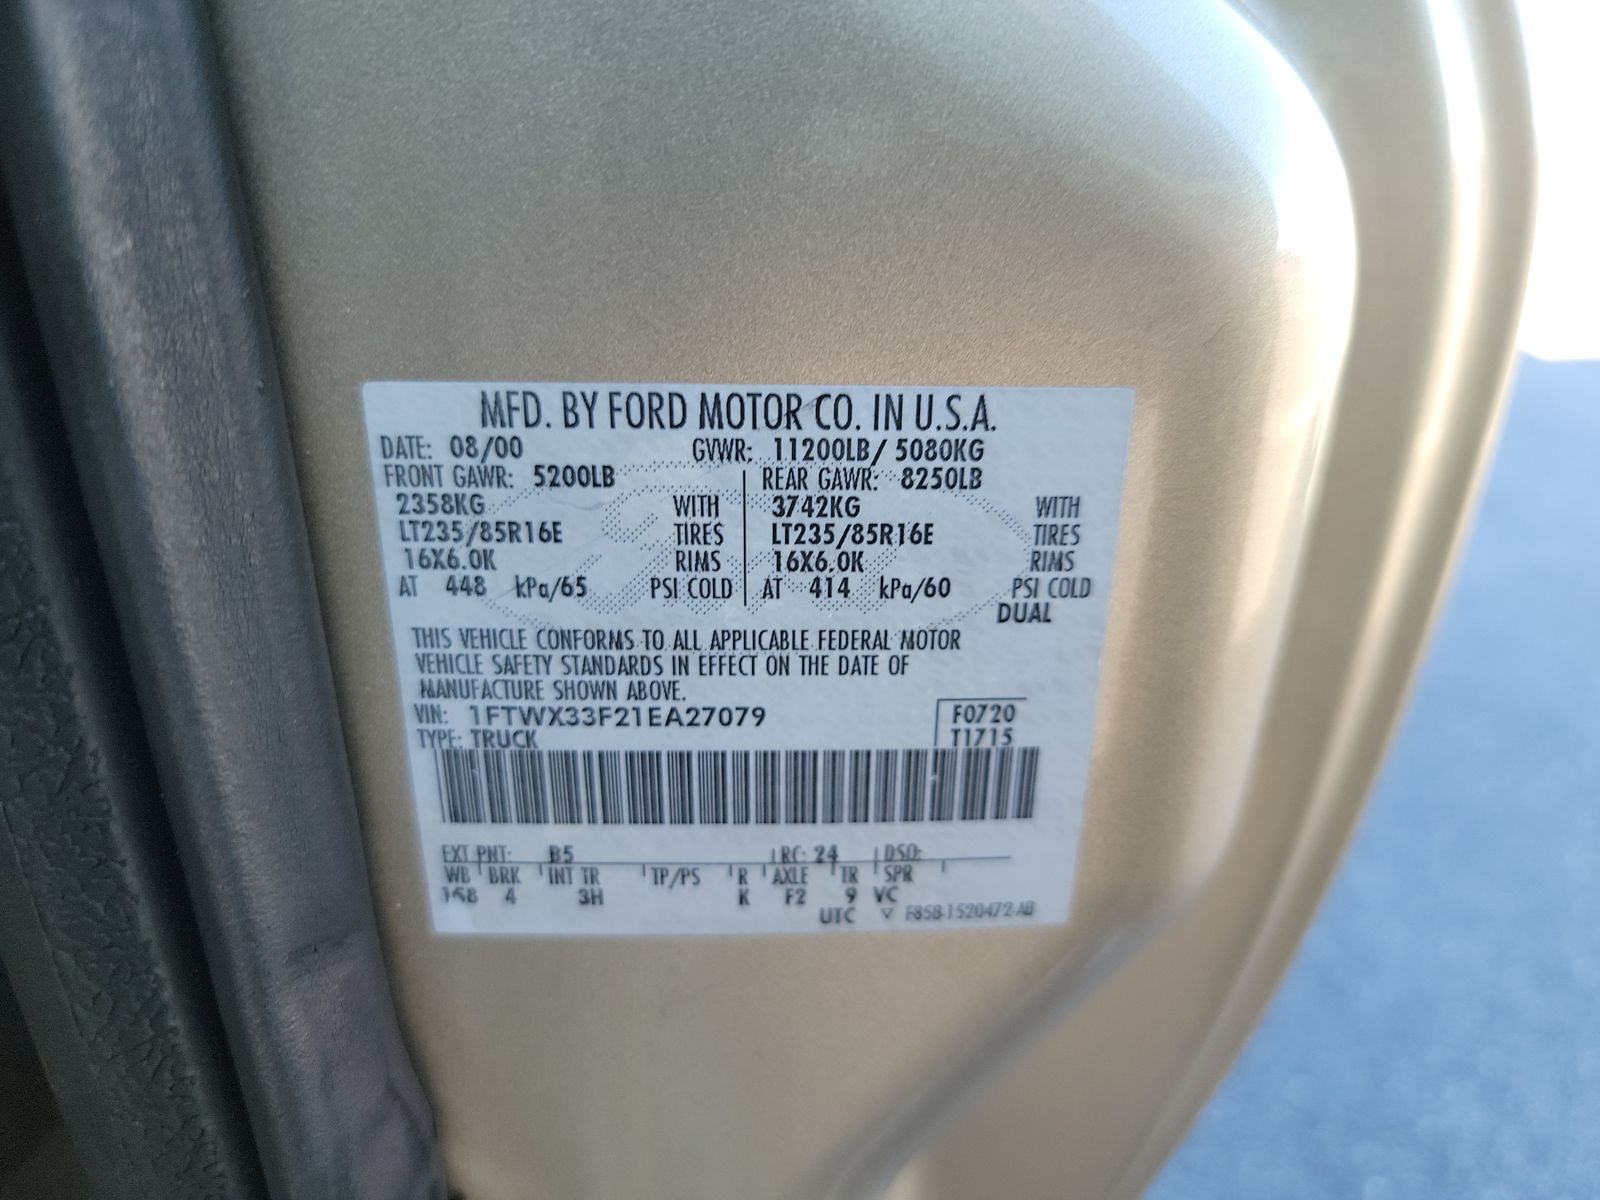 MFD. BY FORD MOTOR CO. IN U.S.A.
DATE: 08/00 GVWR: 11200LB/ 5080KG
FRONT GAWR: 5200LB REAR GAWR: 8250LB
2358KG WITH 3742KG WITH
LT235/85R16E TIRES LT235/85R16E TIRES
16X6.0K RIMS 16X6.0K RIMS
AT 448 kPa/65 PSI COLD AT 414 kPa/60 PSI COLD
DUAL
THIS VEHICLE CONFORMS TO ALL APPLICABLE FEDERAL MOTOR
VEHICLE SAFETY STANDARDS IN EFFECT ON THE DATE OF
MANUFACTURE SHOWN ABOVE.
VIN: 1FTWX33F21EA27079 F0720
TYPE: TRUCK T1715
EXT PNT: B5 RC: 24 DSO:
WB BRK INT TR TP/PS R AXLE TR SPR
158 4 3H K F2 9 VC
UTC F85B-1520472-AB